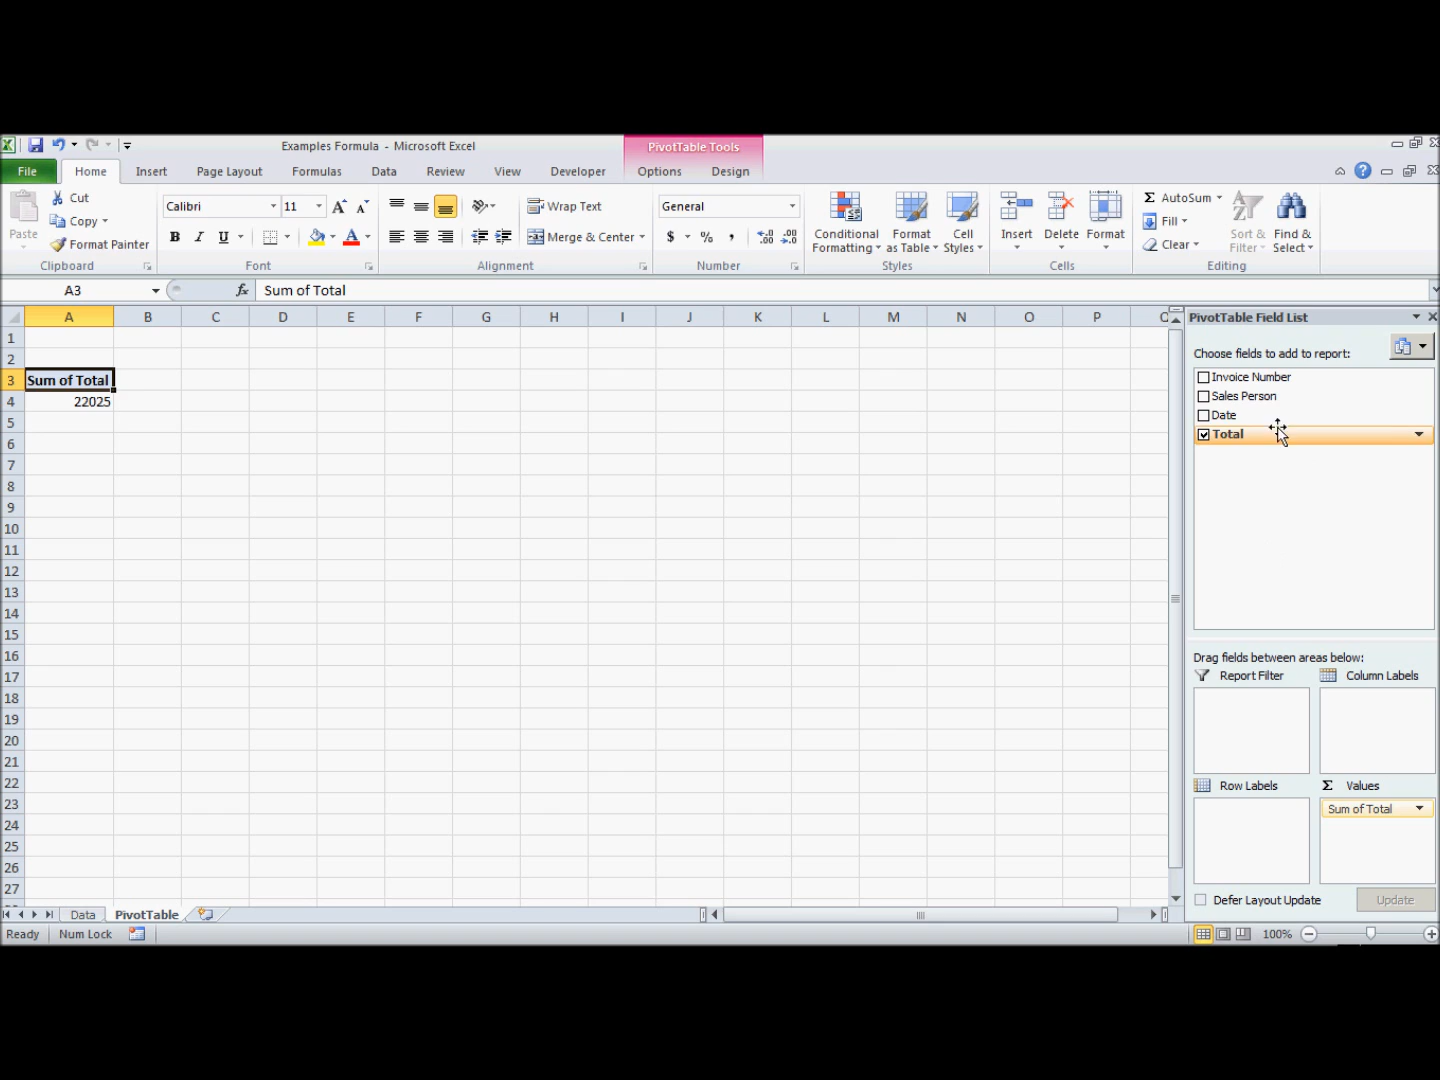 Examples Formula - Microsoft Excel
PivotTable Tools
File Home Insert Page Layout Formulas Data Review View Developer Options Design
Paste
Cut
Copy
Format Painter
Clipboard
Calibri 11
B I U
Font
Wrap Text
Merge & Center
Alignment
General
$ % ,
Number
Conditional Formatting
Format as Table
Cell Styles
Styles
Insert Delete Format
Cells
Σ AutoSum
Fill
Clear
Sort & Filter
Find & Select
Editing
A3 fx Sum of Total
A B C D E F G H I J K L M N O P
1
2
3 Sum of Total
4 22025
5
6
7
8
9
10
11
12
13
14
15
16
17
18
19
20
21
22
23
24
25
26
27
PivotTable Field List
Choose fields to add to report:
Invoice Number
Sales Person
Date
Total
Drag fields between areas below:
Report Filter
Column Labels
Row Labels
Σ Values
Sum of Total
Defer Layout Update
Update
Data PivotTable
Ready Num Lock 100%